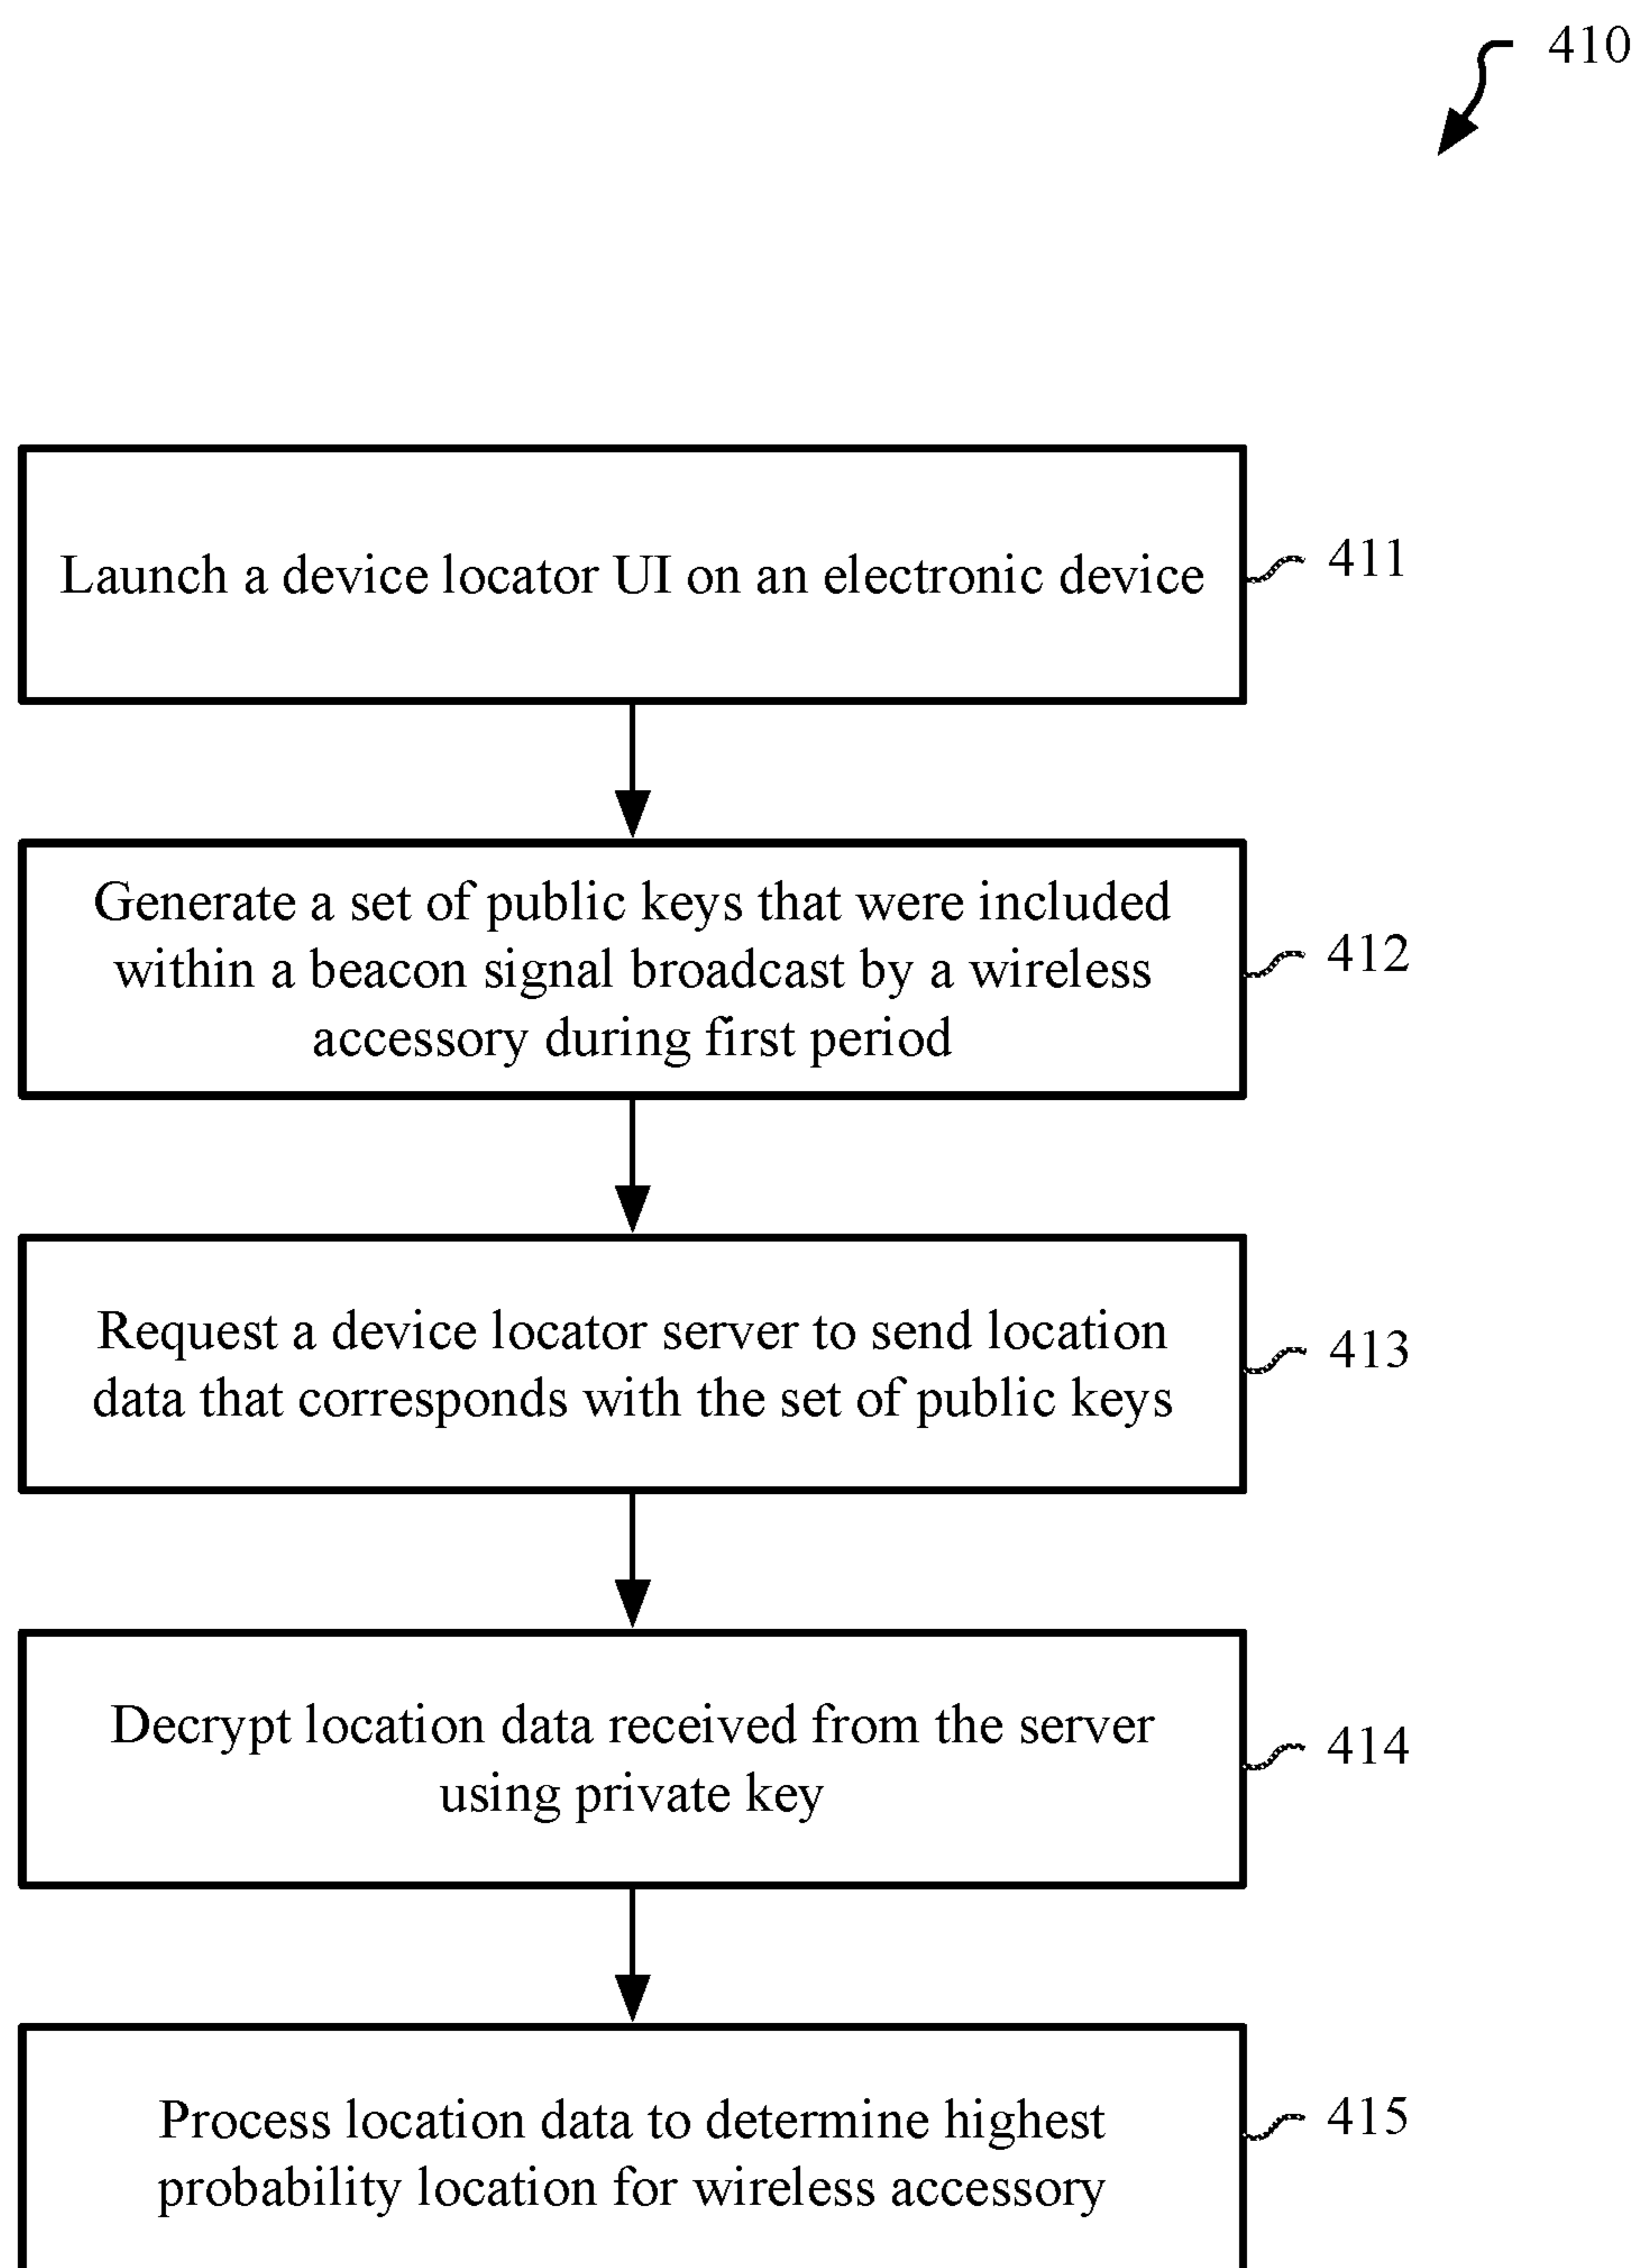 410
Launch a device locator UI on an electronic device
411
Generate a set of public keys that were included
within a beacon signal broadcast by a wireless
accessory during first period
412
Request a device locator server to send location
data that corresponds with the set of public keys
413
Decrypt location data received from the server
using private key
414
Process location data to determine highest
probability location for wireless accessory
415